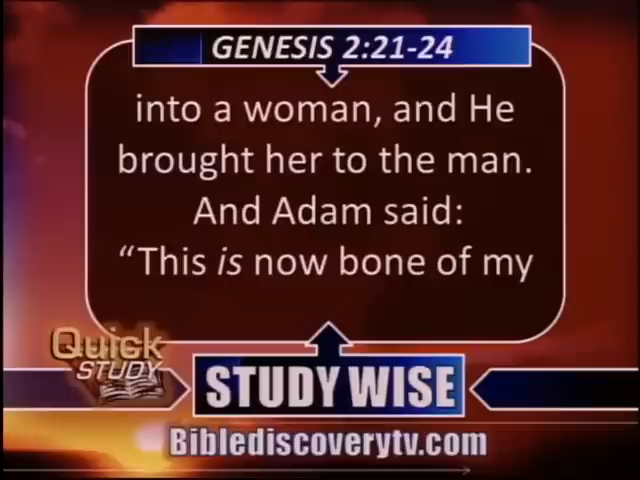 GENESIS 2:21-24
into a woman, and He
brought her to the man.
And Adam said:
“This is now bone of my
Quick
STUDY
STUDY WISE
Biblediscoverytv.com